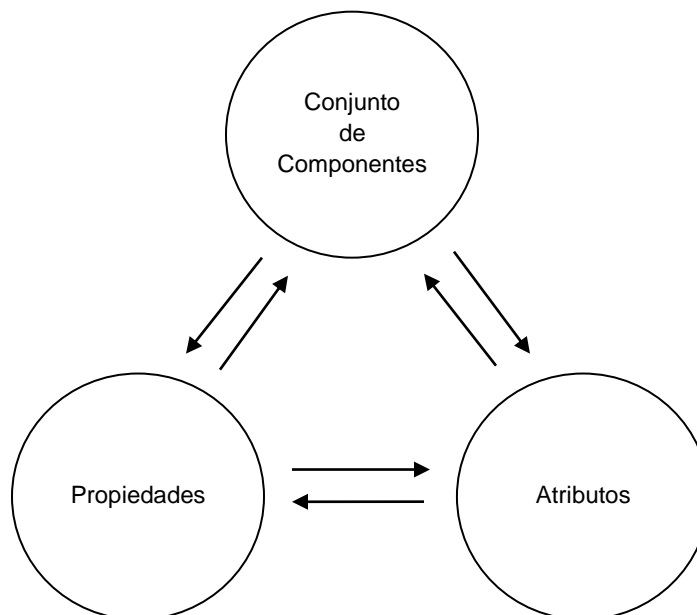 Conjunto
de
Componentes
Propiedades
Atributos